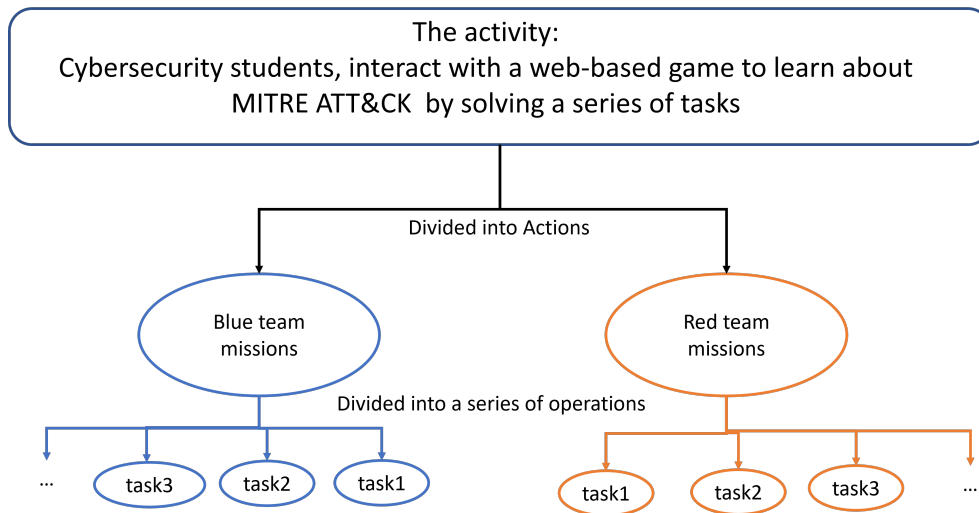 The activity:
Cybersecurity students, interact with a web-based game to learn about
MITRE ATT&CK by solving a series of tasks
Divided into Actions
Blue team
missions
Red team
missions
Divided into a series of operations
...
task3
task2
task1
task1
task2
task3
...